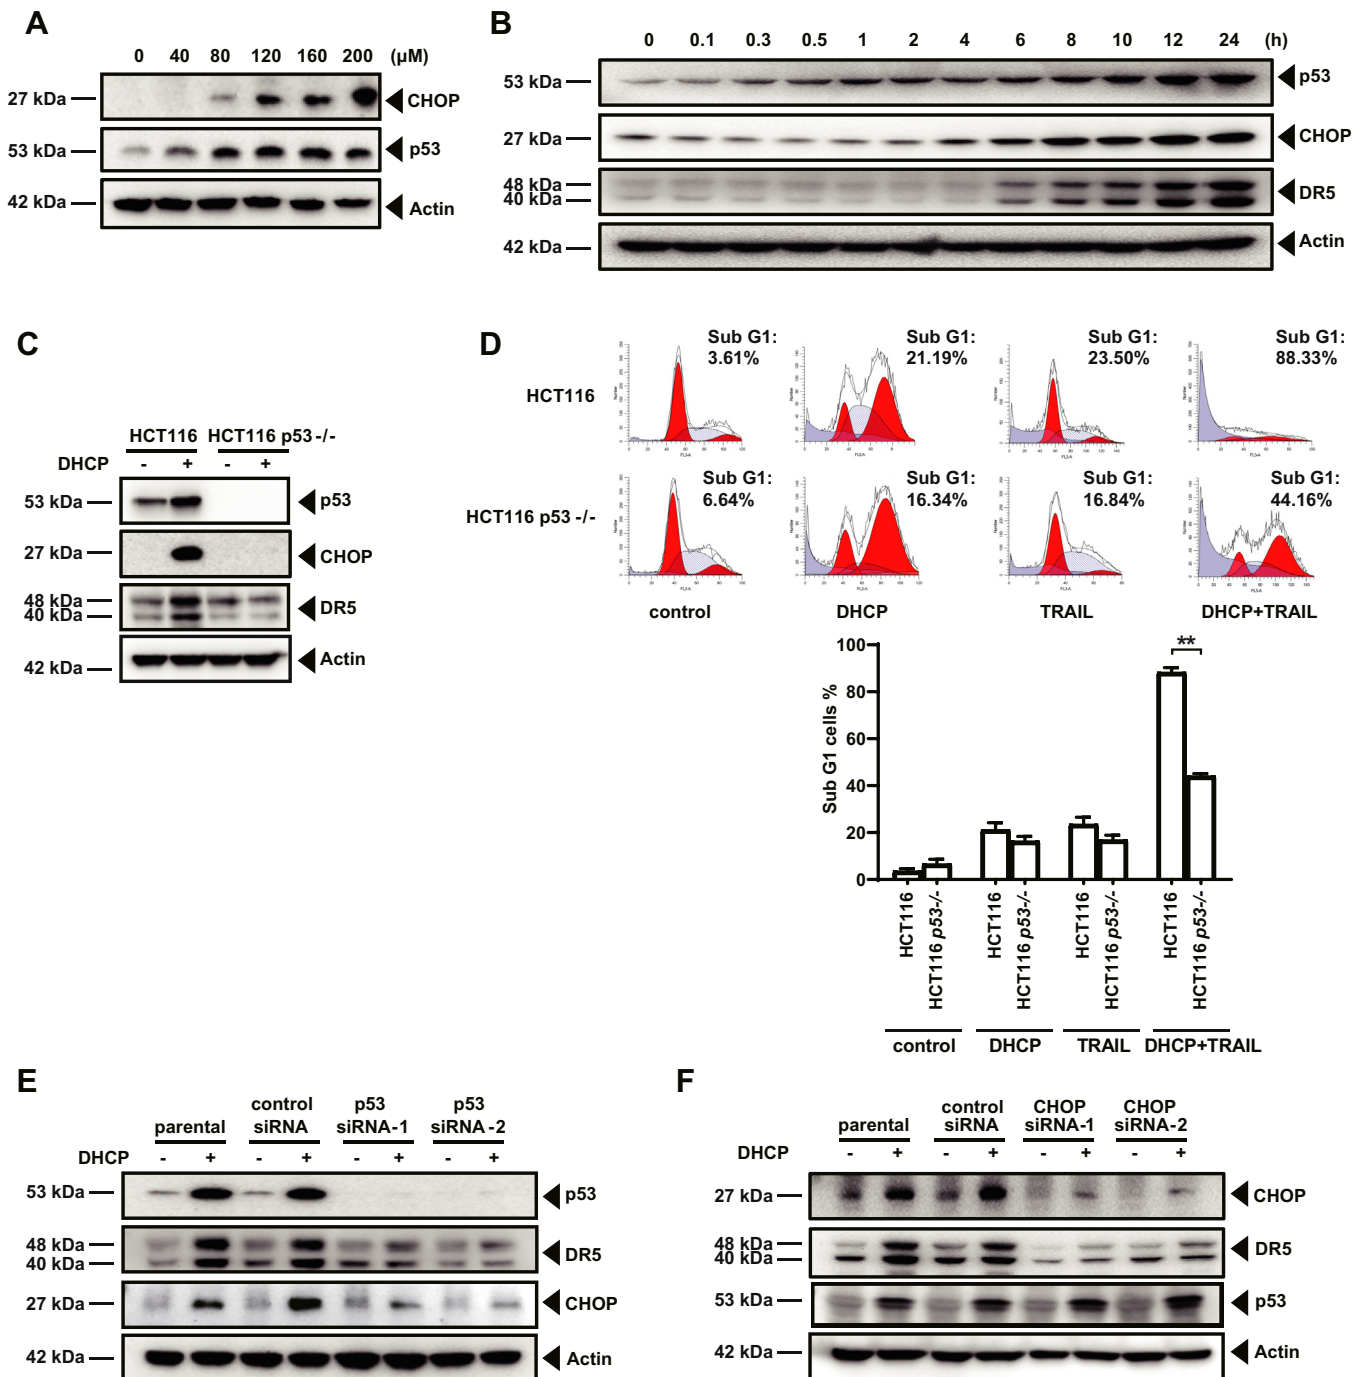 A
0 40 80 120 160 200 (µM)
27 kDa CHOP
53 kDa p53
42 kDa Actin
B
0 0.1 0.3 0.5 1 2 4 6 8 10 12 24 (h)
53 kDa p53
27 kDa CHOP
48 kDa
40 kDa DR5
42 kDa Actin
C
HCT116 HCT116 p53 -/-
DHCP - + - +
53 kDa p53
27 kDa CHOP
48 kDa
40 kDa DR5
42 kDa Actin
D
HCT116
Sub G1: 3.61%
Sub G1: 21.19%
Sub G1: 23.50%
Sub G1: 88.33%
HCT116 p53 -/-
Sub G1: 6.64%
Sub G1: 16.34%
Sub G1: 16.84%
Sub G1: 44.16%
control DHCP TRAIL DHCP+TRAIL
Sub G1 cells %
100
80
60
40
20
0
**
HCT116 HCT116 p53-/- HCT116 HCT116 p53-/- HCT116 HCT116 p53-/- HCT116 HCT116 p53-/-
control DHCP TRAIL DHCP+TRAIL
E
parental control siRNA p53 siRNA-1 p53 siRNA-2
DHCP - + - + - + - +
53 kDa p53
48 kDa
40 kDa DR5
27 kDa CHOP
42 kDa Actin
F
parental control siRNA CHOP siRNA-1 CHOP siRNA-2
DHCP - + - + - + - +
27 kDa CHOP
48 kDa
40 kDa DR5
53 kDa p53
42 kDa Actin